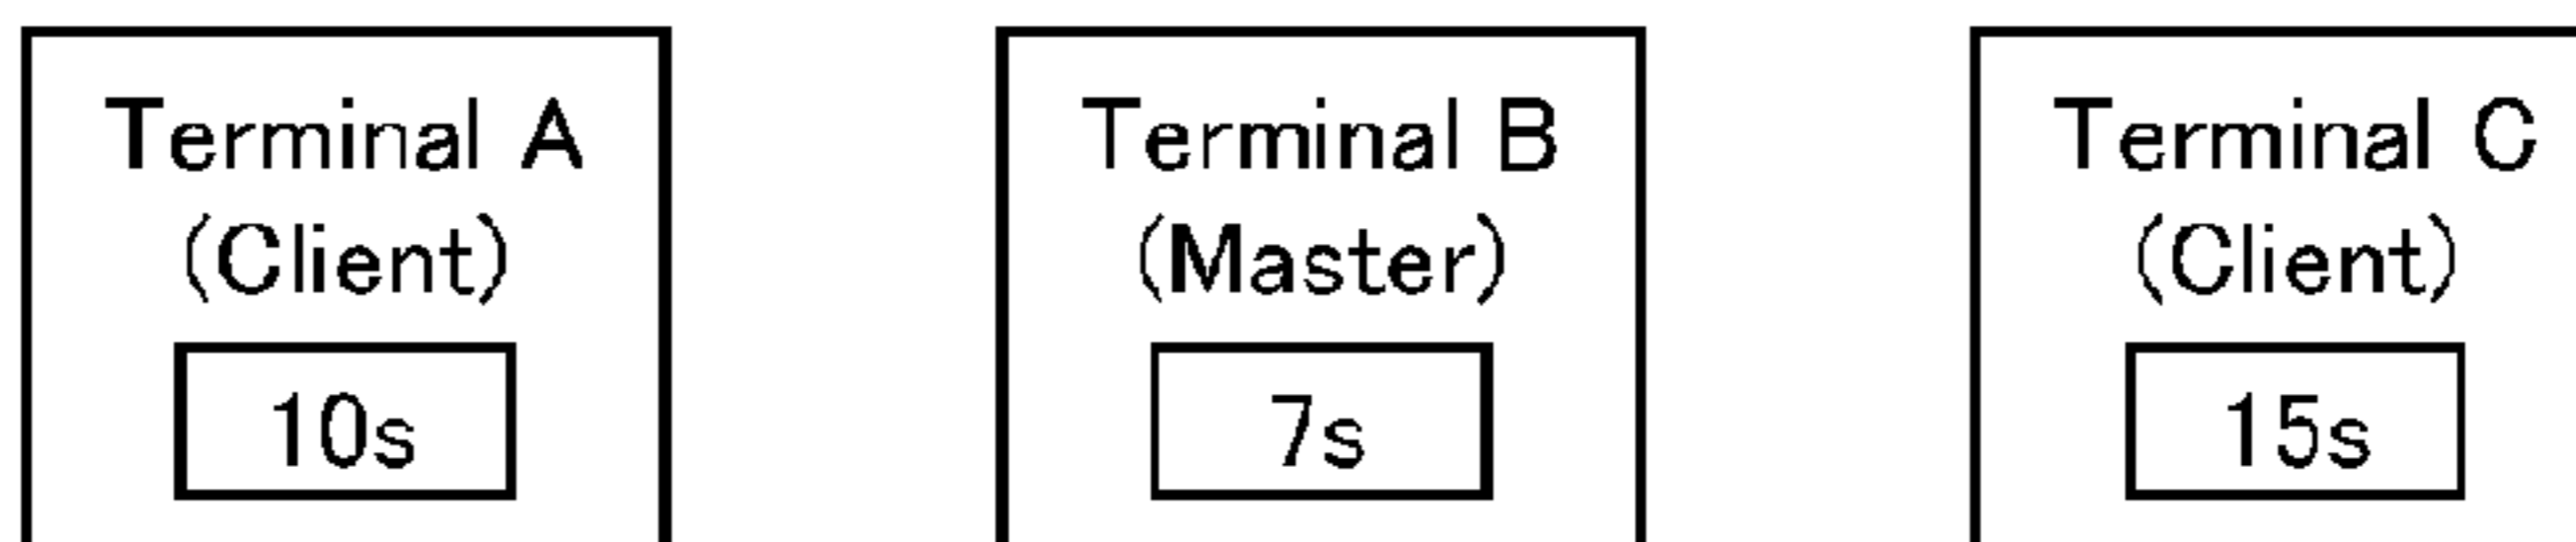 Terminal A
(Client)
10s
Terminal B
(Master)
7s
Terminal C
(Client)
15s